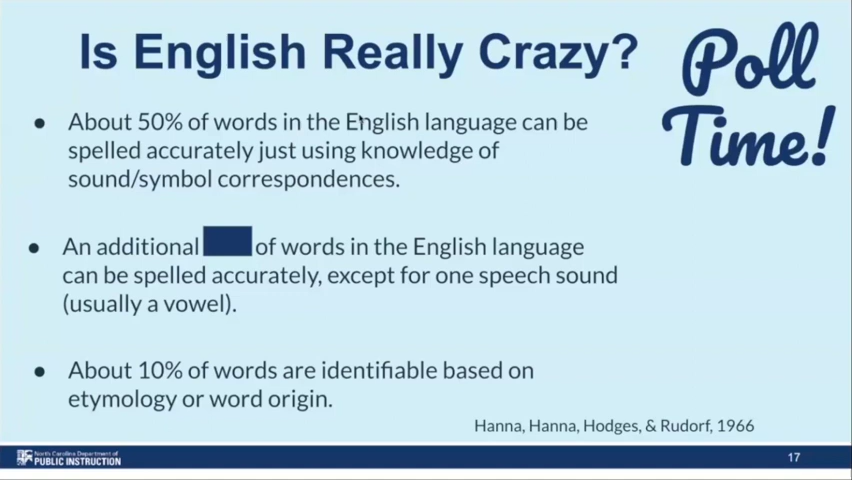 Is English Really Crazy?
Poll
Time!
• About 50% of words in the English language can be
spelled accurately just using knowledge of
sound/symbol correspondences.
• An additional of words in the English language
can be spelled accurately, except for one speech sound
(usually a vowel).
• About 10% of words are identifiable based on
etymology or word origin.
Hanna, Hanna, Hodges, & Rudorf, 1966
North Carolina Department of
PUBLIC INSTRUCTION
17